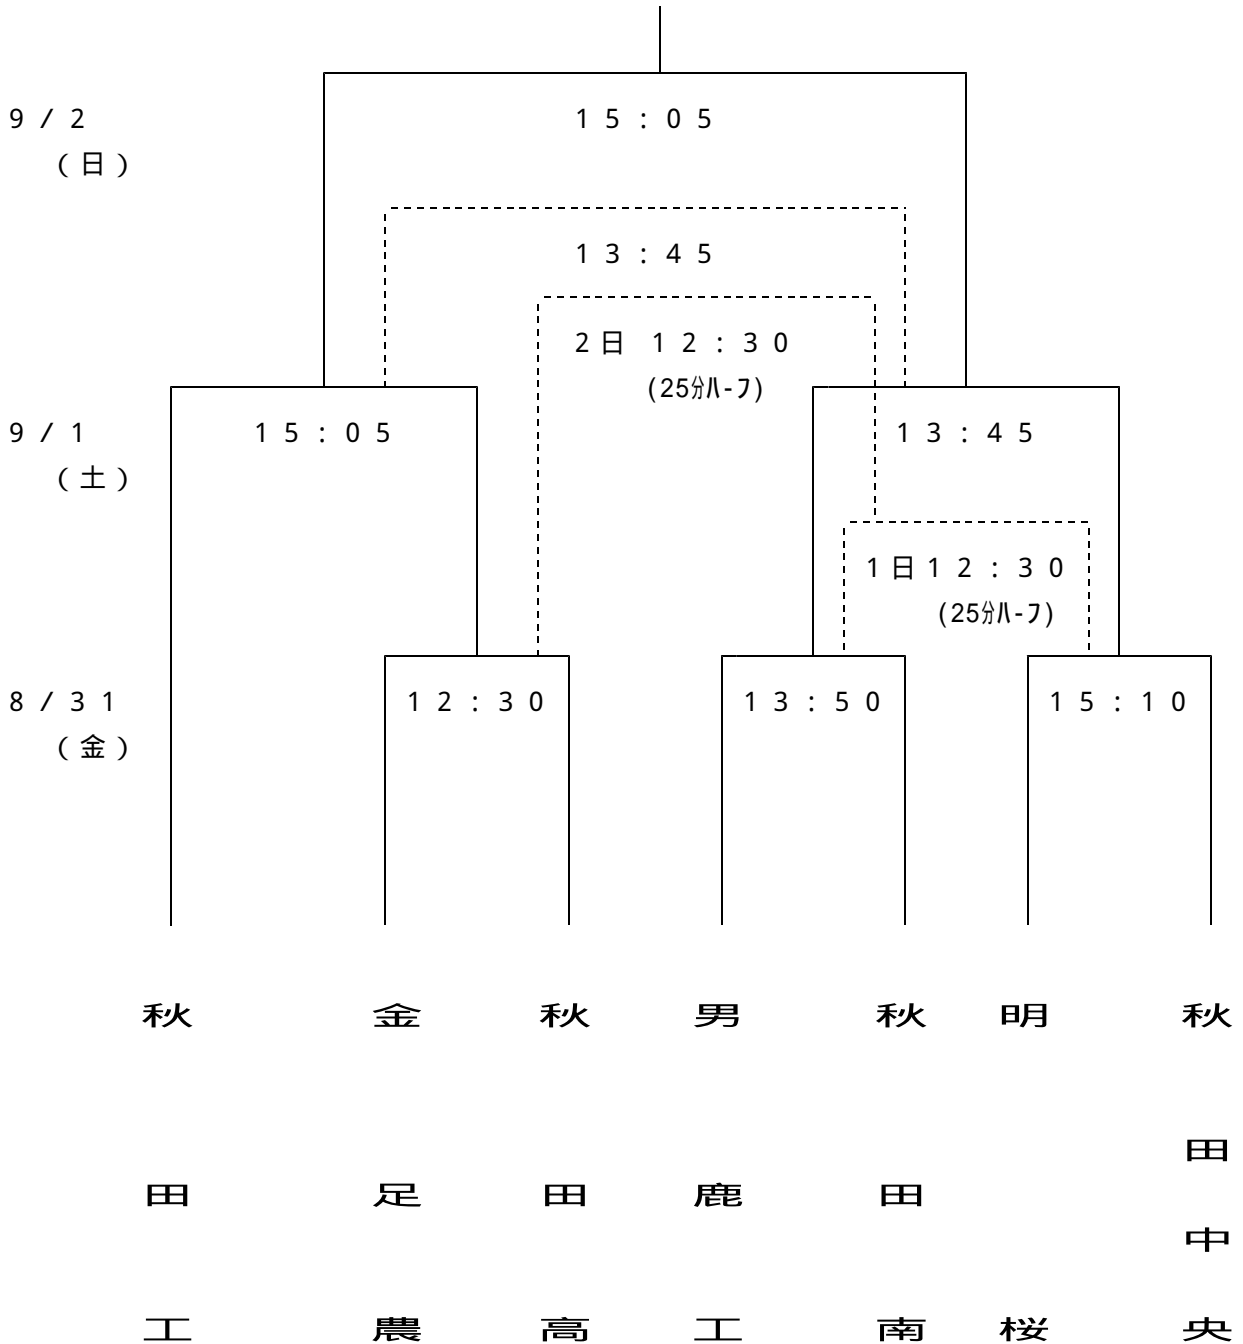 9/2
15:05
(日)
13:45
2日 12:30
(25分ﾊｰﾌ)
9/1
15:05
13:45
(土)
1日12:30
(25分ﾊｰﾌ)
8/31
12:30
13:50
15:10
(金)
秋田工
金足農
秋田高
男鹿工
秋田南
明桜
秋田中央